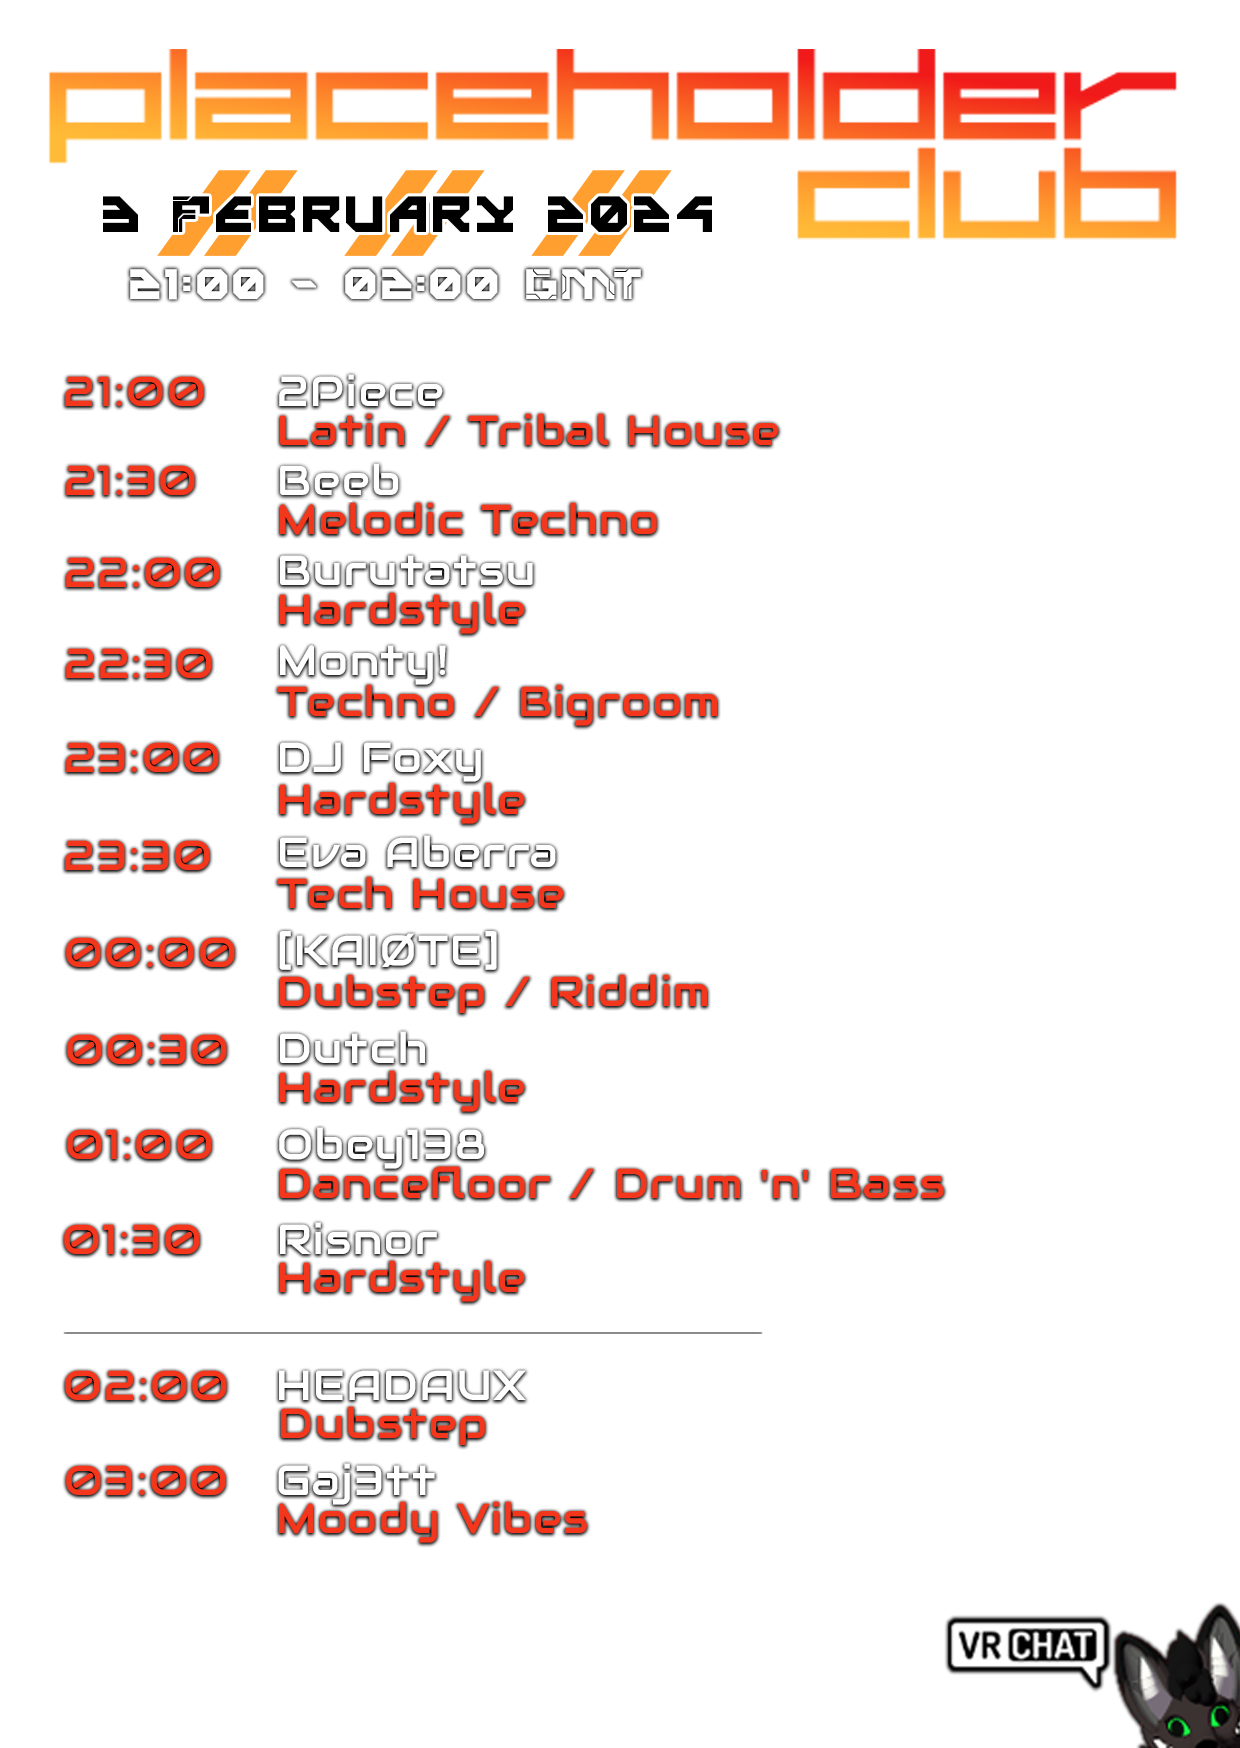 placeholder
club
3 FEBRUARY 2024
21:00 - 02:00 GMT
21:00 2Piece
Latin / Tribal House
21:30 Beeb
Melodic Techno
22:00 Burutatsu
Hardstyle
22:30 Monty!
Techno / Bigroom
23:00 DJ Foxy
Hardstyle
23:30 Eva Aberra
Tech House
00:00 [KAIØTE]
Dubstep / Riddim
00:30 Dutch
Hardstyle
01:00 Obey138
Dancefloor / Drum 'n' Bass
01:30 Risnor
Hardstyle
02:00 HEADAUX
Dubstep
03:00 Gaj3tt
Moody Vibes
VRCHAT